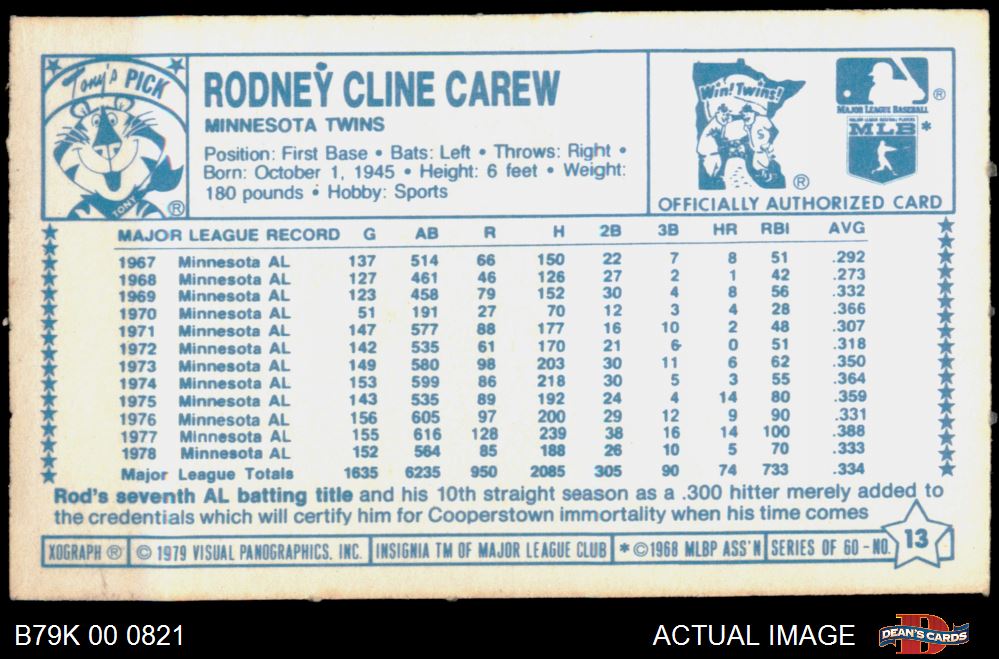 Tony's PICK
TONY
®
RODNEY CLINE CAREW
MINNESOTA TWINS
Position: First Base • Bats: Left • Throws: Right •
Born: October 1, 1945 • Height: 6 feet • Weight:
180 pounds • Hobby: Sports
Win! Twins!
®
®
MAJOR LEAGUE BASEBALL
MAJOR LEAGUE BASEBALL PLAYERS
MLB *
OFFICIALLY AUTHORIZED CARD
MAJOR LEAGUE RECORD G AB R H 2B 3B HR RBI AVG
1967 Minnesota AL 137 514 66 150 22 7 8 51 .292
1968 Minnesota AL 127 461 46 126 27 2 1 42 .273
1969 Minnesota AL 123 458 79 152 30 4 8 56 .332
1970 Minnesota AL 51 191 27 70 12 3 4 28 .366
1971 Minnesota AL 147 577 88 177 16 10 2 48 .307
1972 Minnesota AL 142 535 61 170 21 6 0 51 .318
1973 Minnesota AL 149 580 98 203 30 11 6 62 .350
1974 Minnesota AL 153 599 86 218 30 5 3 55 .364
1975 Minnesota AL 143 535 89 192 24 4 14 80 .359
1976 Minnesota AL 156 605 97 200 29 12 9 90 .331
1977 Minnesota AL 155 616 128 239 38 16 14 100 .388
1978 Minnesota AL 152 564 85 188 26 10 5 70 .333
Major League Totals 1635 6235 950 2085 305 90 74 733 .334
Rod's seventh AL batting title and his 10th straight season as a .300 hitter merely added to
the credentials which will certify him for Cooperstown immortality when his time comes
XOGRAPH ® © 1979 VISUAL PANOGRAPHICS, INC. INSIGNIA TM OF MAJOR LEAGUE CLUB * ©1968 MLBP ASS'N SERIES OF 60 - NO. 13
B79K 00 0821
ACTUAL IMAGE
DEAN'S CARDS